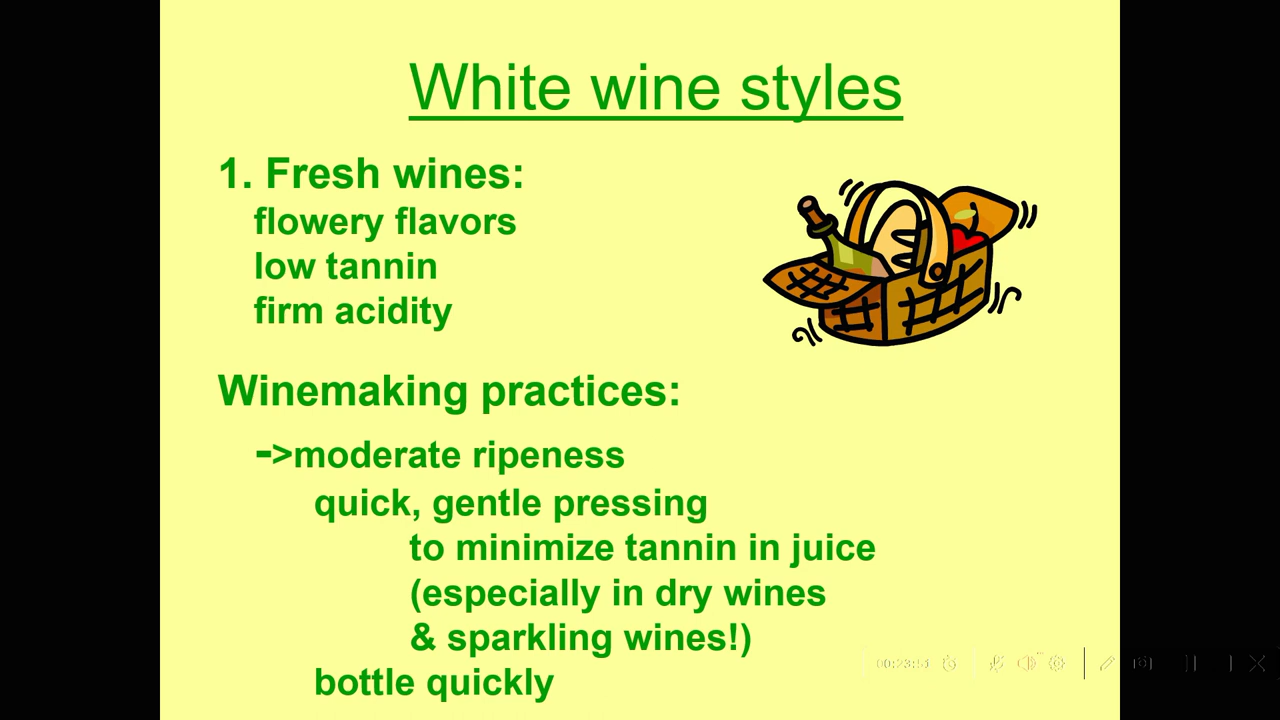 White wine styles
1. Fresh wines:
flowery flavors
low tannin
firm acidity
Winemaking practices:
->moderate ripeness
quick, gentle pressing
to minimize tannin in juice
(especially in dry wines
& sparkling wines!)
bottle quickly